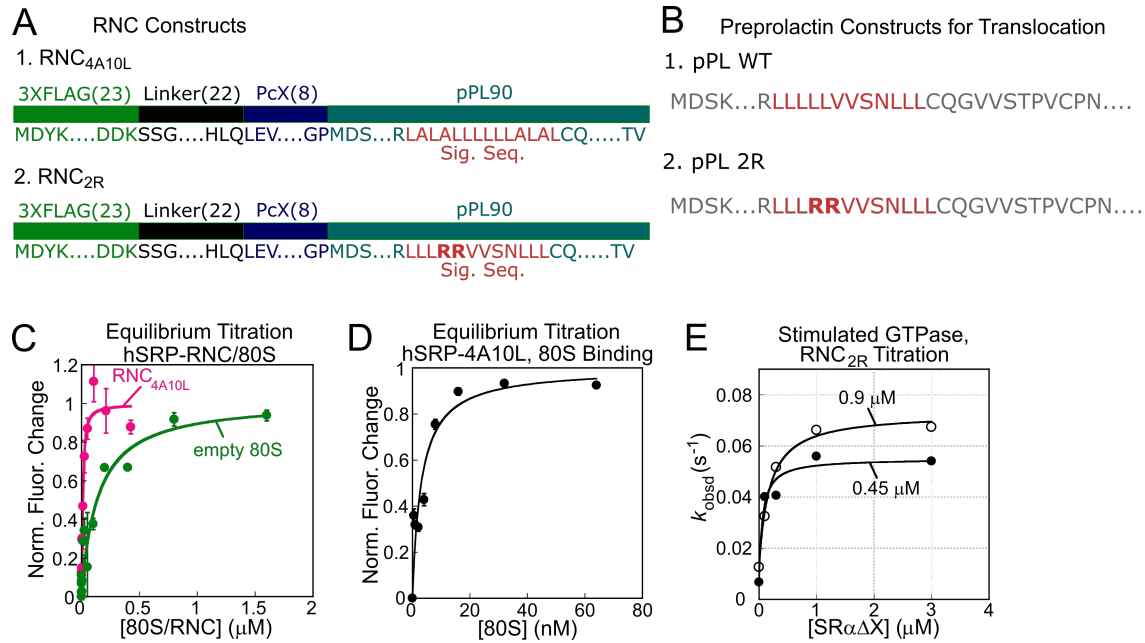 A RNC Constructs
1. RNC4A10L
3XFLAG(23) Linker(22) PcX(8) pPL90
MDYK....DDKSSG....HLQLEV....GPMDS...RLALALLLLLLALALCQ.....TV
Sig. Seq.
2. RNC2R
3XFLAG(23) Linker(22) PcX(8) pPL90
MDYK....DDKSSG....HLQLEV....GPMDS...RLLLRRVVSNLLLCQ.....TV
Sig. Seq.
B Preprolactin Constructs for Translocation
1. pPL WT
MDSK...RLLLLLVVSNLLLCQGVVSTPVCPN....
2. pPL 2R
MDSK...RLLLRRVVSNLLLCQGVVSTPVCPN....
C Equilibrium Titration
hSRP-RNC/80S
Norm. Fluor. Change
1.2
1
0.8
0.6
0.4
0.2
0
RNC4A10L
empty 80S
0 0.5 1 1.5 2
[80S/RNC] (μM)
D Equilibrium Titration
hSRP-4A10L, 80S Binding
Norm. Fluor. Change
1
0.8
0.6
0.4
0.2
0
0 20 40 60 80
[80S] (nM)
E Stimulated GTPase,
RNC2R Titration
kobsd (s-1)
0.08
0.06
0.04
0.02
0
0.9 μM
0.45 μM
0 1 2 3 4
[SRαΔX] (μM)